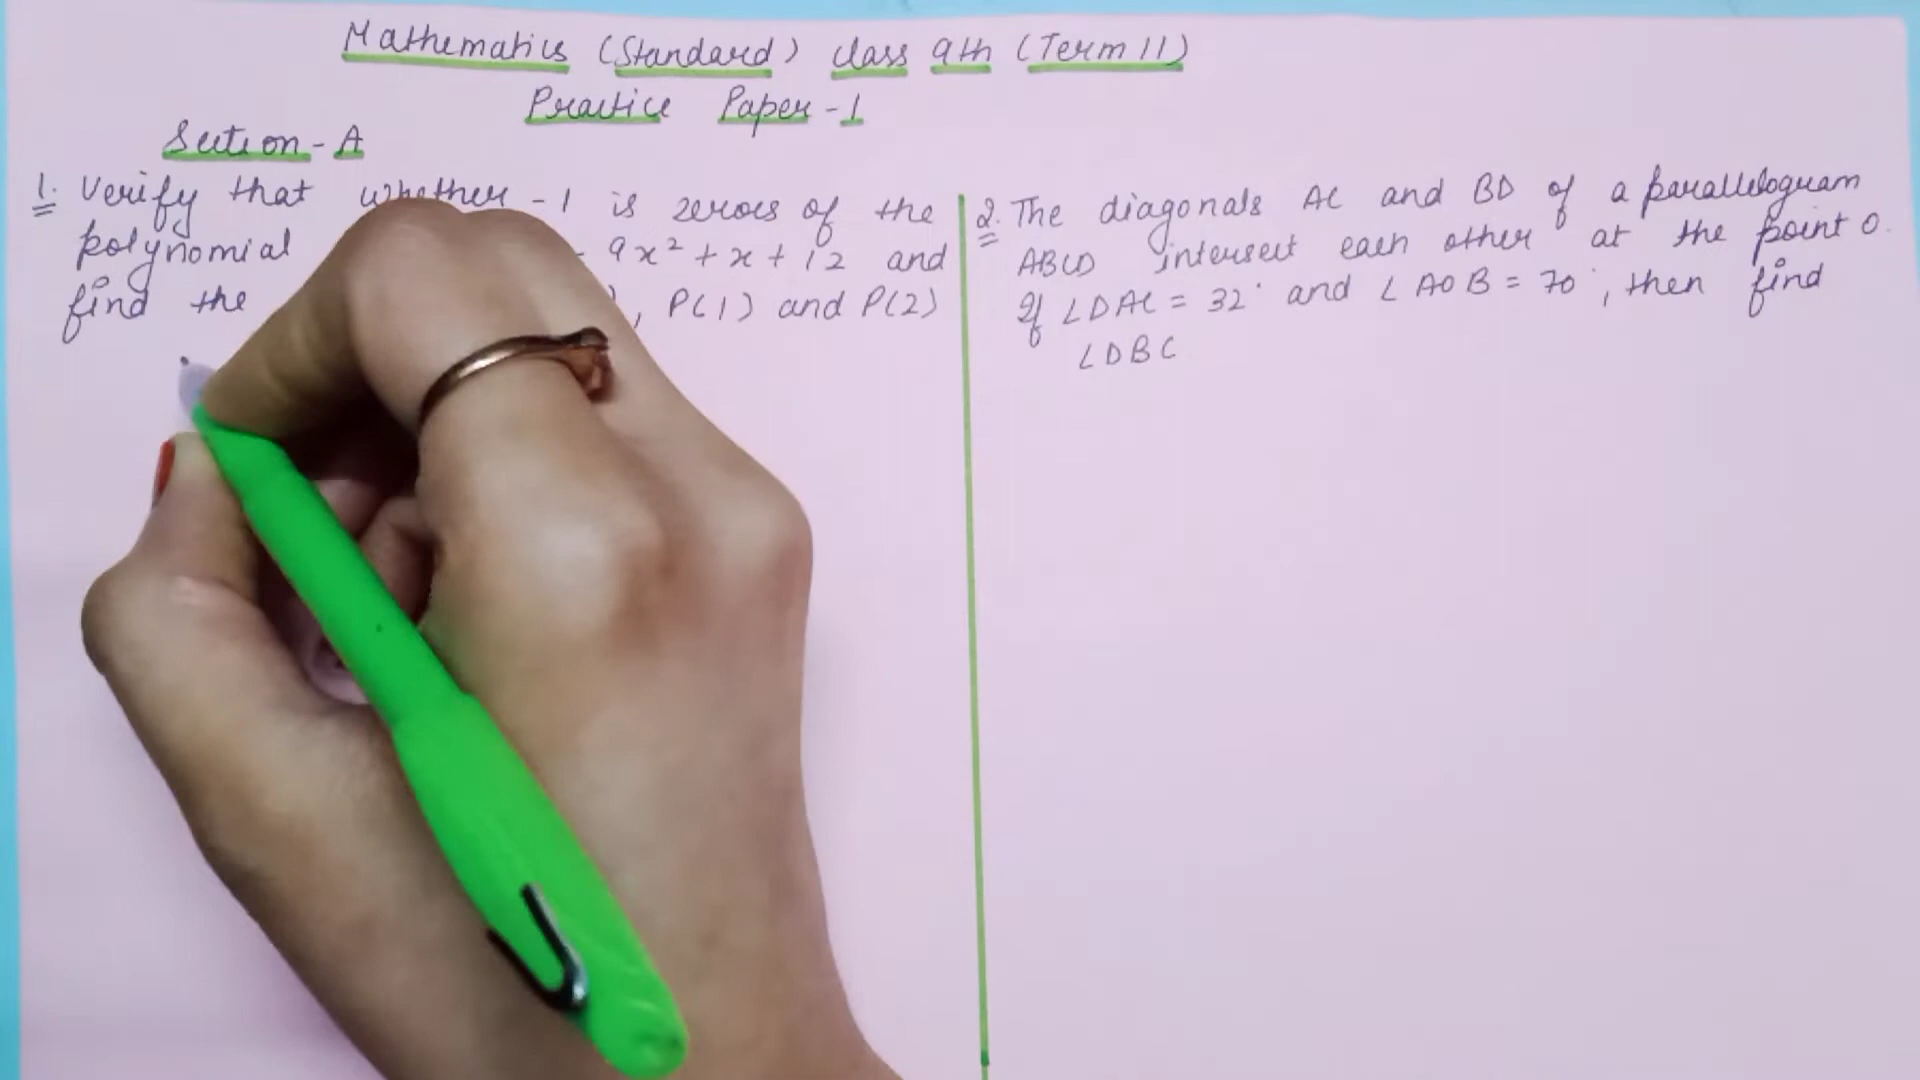 Mathematics (Standard) class 9th (Term II)
Practice Paper - 1
Section - A
1. Verify that whether -1 is zeroes of the
polynomial - 9x² + x + 12 and
find the , P(1) and P(2)
2. The diagonals AC and BD of a parallelogram
ABCD intersect each other at the point O.
If ∠DAC = 32° and ∠AOB = 70°, then find
∠DBC